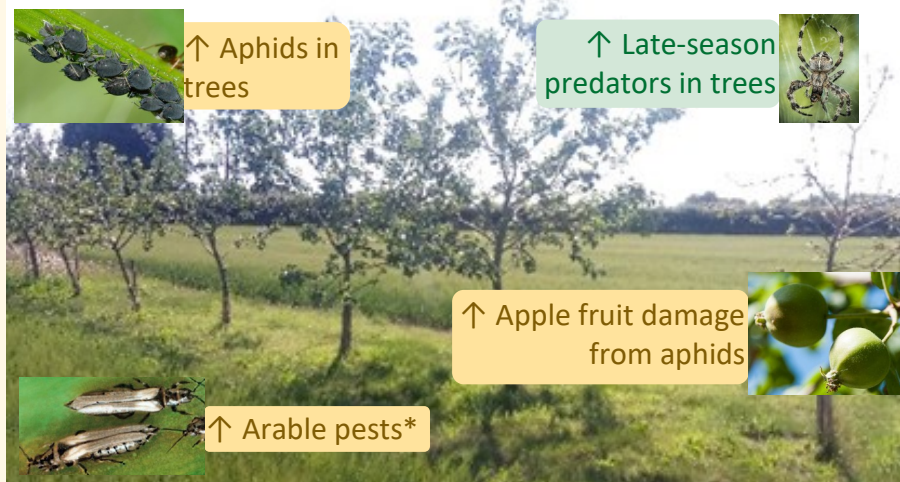 ↑ Aphids in
trees
↑ Late-season
predators in trees
↑ Apple fruit damage
from aphids
↑ Arable pests*